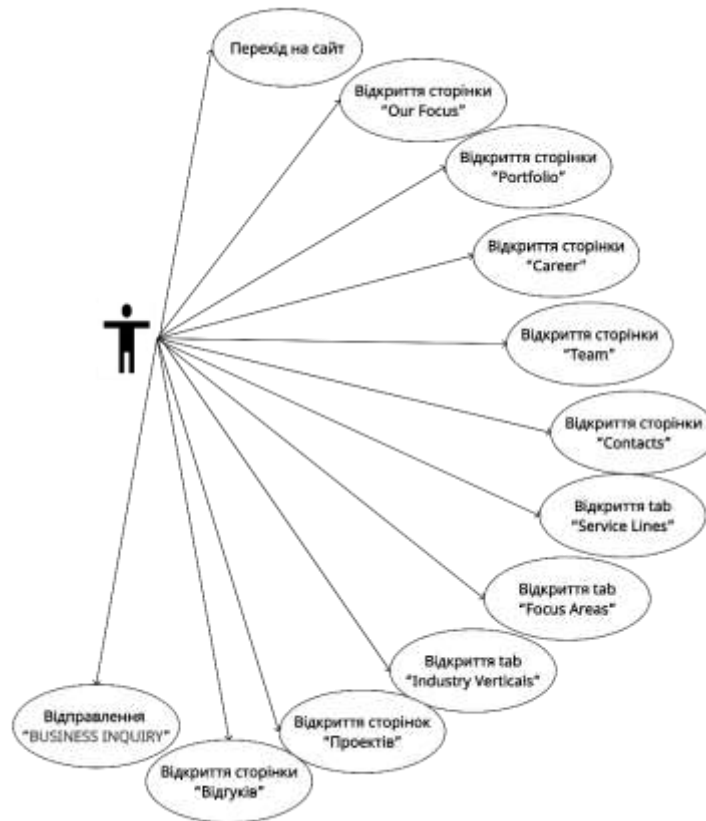 Перехід на сайт
Відкриття сторінки
“Our Focus”
Відкриття сторінки
“Portfolio”
Відкриття сторінки
“Career”
Відкриття сторінки
“Team”
Відкриття сторінки
“Contacts”
Відкриття tab
“Service Lines”
Відкриття tab
“Focus Areas”
Відкриття tab
“Industry Verticals”
Відкриття сторінок
“Проектів”
Відкриття сторінки
“Відгуків”
Відправлення
“BUSINESS INQUIRY”